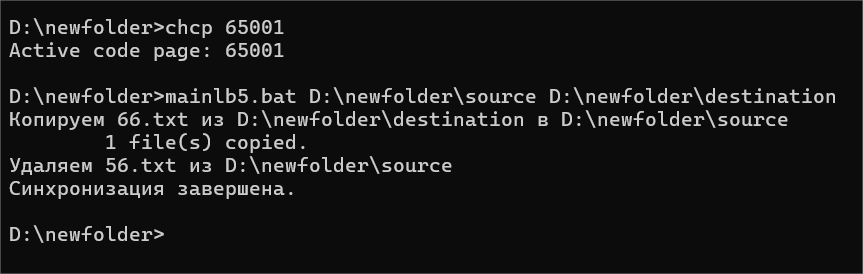 D:\newfolder>chcp 65001
Active code page: 65001
D:\newfolder>mainlb5.bat D:\newfolder\source D:\newfolder\destination
Копируем 66.txt из D:\newfolder\destination в D:\newfolder\source
        1 file(s) copied.
Удаляем 56.txt из D:\newfolder\source
Синхронизация завершена.
D:\newfolder>